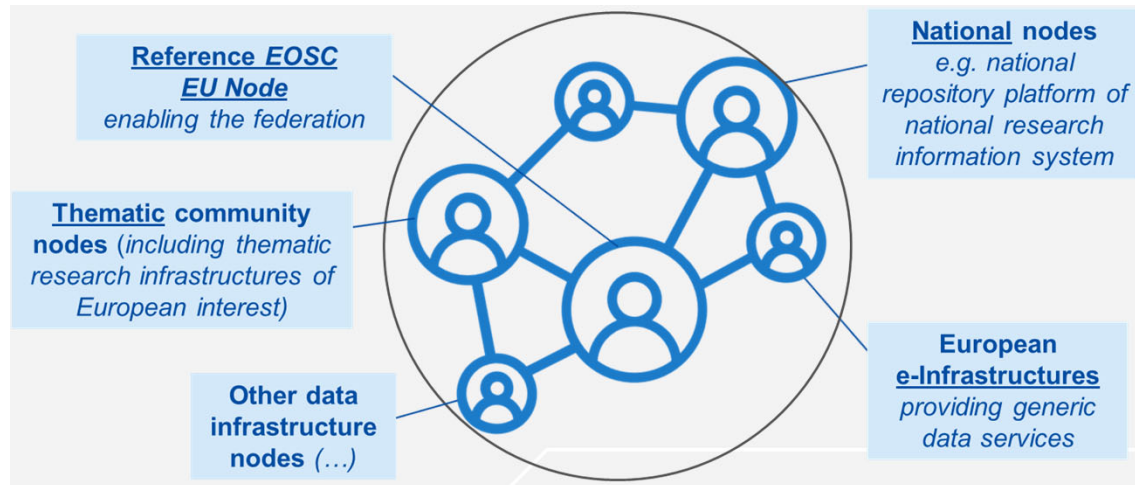 Reference EOSC
EU Node
enabling the federation
National nodes
e.g. national
repository platform of
national research
information system
Thematic community
nodes (including thematic
research infrastructures of
European interest)
Other data
infrastructure
nodes (…)
European
e-Infrastructures
providing generic
data services